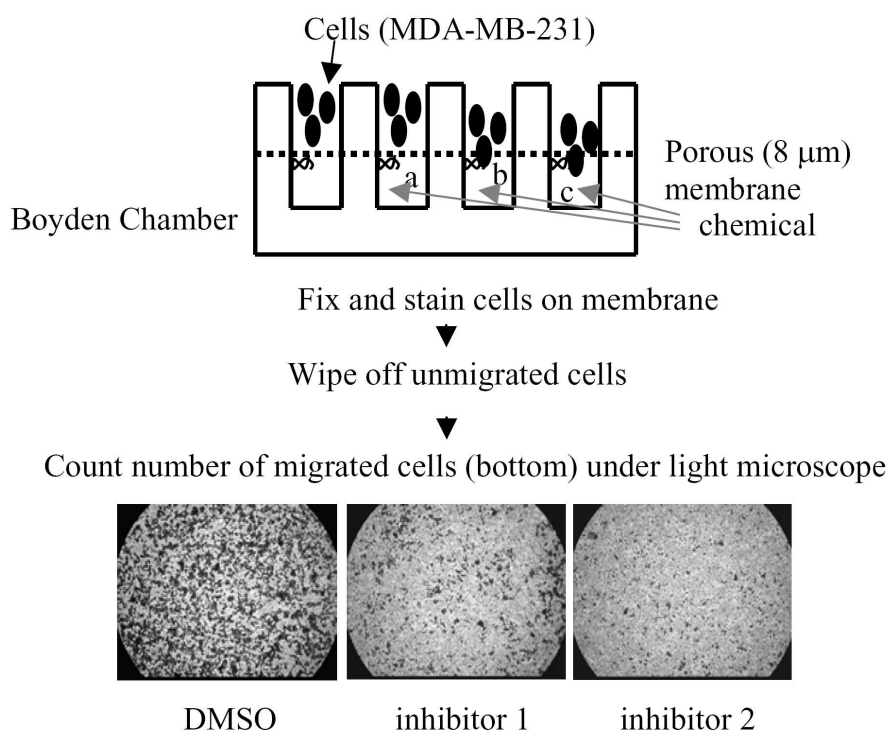 Cells (MDA-MB-231)
a
b
c
Porous (8 μm)
membrane
chemical
Boyden Chamber
Fix and stain cells on membrane
Wipe off unmigrated cells
Count number of migrated cells (bottom) under light microscope
DMSO
inhibitor 1
inhibitor 2